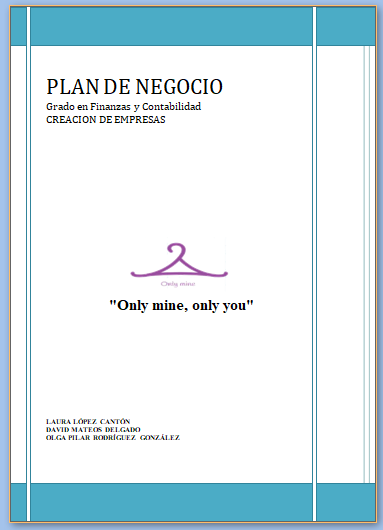 PLAN DE NEGOCIO
Grado en Finanzas y Contabilidad
CREACION DE EMPRESAS
Only mine
"Only mine, only you"
LAURA LÓPEZ CANTÓN
DAVID MATEOS DELGADO
OLGA PILAR RODRÍGUEZ GONZÁLEZ